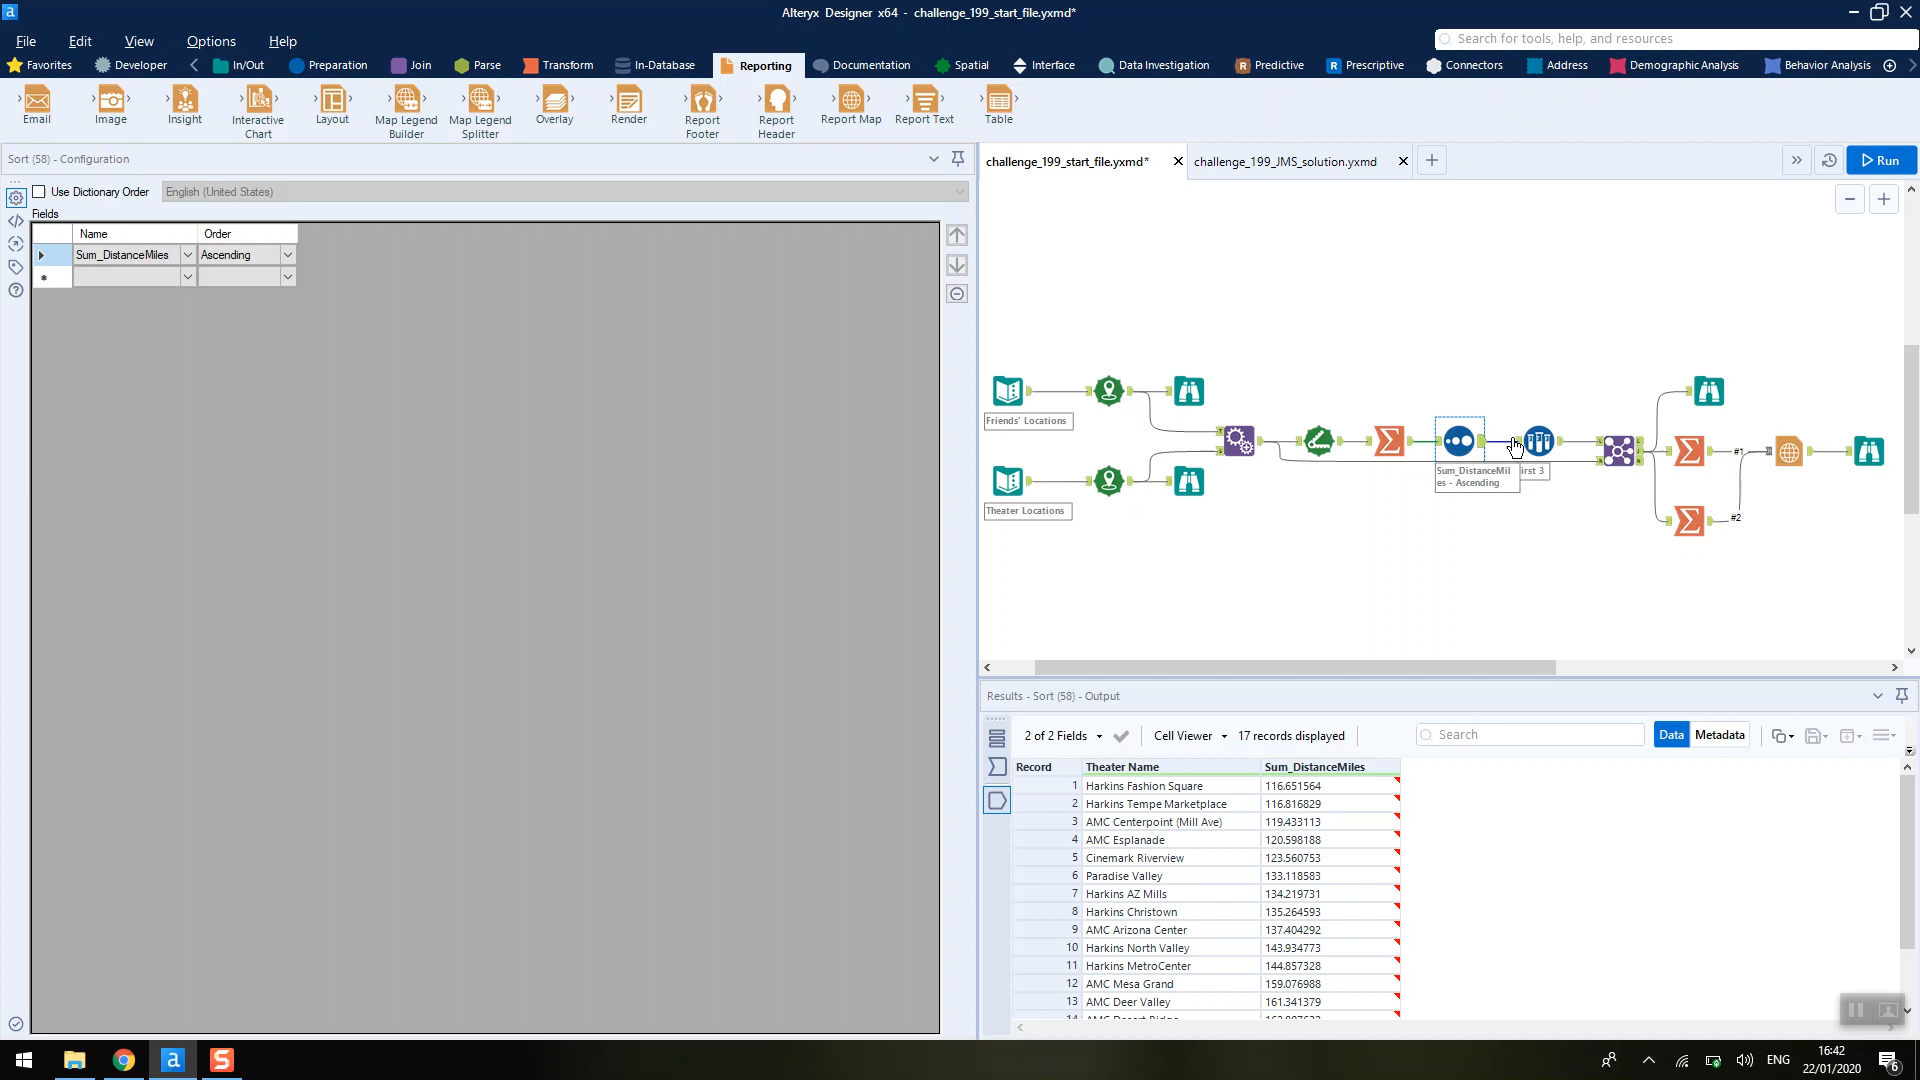 a
Alteryx Designer x64 - challenge_199_start_file.yxmd*
File Edit View Options Help
Search for tools, help, and resources
Favorites Developer In/Out Preparation Join Parse Transform In-Database Reporting Documentation Spatial Interface Data Investigation Predictive Prescriptive Connectors Address Demographic Analysis Behavior Analysis
Email Image Insight Interactive Chart Layout Map Legend Builder Map Legend Splitter Overlay Render Report Footer Report Header Report Map Report Text Table
Sort (58) - Configuration
Use Dictionary Order English (United States)
Fields
Name Order
Sum_DistanceMiles Ascending
challenge_199_start_file.yxmd* challenge_199_JMS_solution.yxmd
Run
Friends' Locations
Theater Locations
Sum_DistanceMil
es - Ascending
irst 3
#1
#2
Results - Sort (58) - Output
2 of 2 Fields Cell Viewer 17 records displayed Search Data Metadata
Record Theater Name Sum_DistanceMiles
1 Harkins Fashion Square 116.651564
2 Harkins Tempe Marketplace 116.816829
3 AMC Centerpoint (Mill Ave) 119.433113
4 AMC Esplanade 120.598188
5 Cinemark Riverview 123.560753
6 Paradise Valley 133.118583
7 Harkins AZ Mills 134.219731
8 Harkins Christown 135.264593
9 AMC Arizona Center 137.404292
10 Harkins North Valley 143.934773
11 Harkins MetroCenter 144.857328
12 AMC Mesa Grand 159.076988
13 AMC Deer Valley 161.341379
a S
ENG
16:42
22/01/2020
6